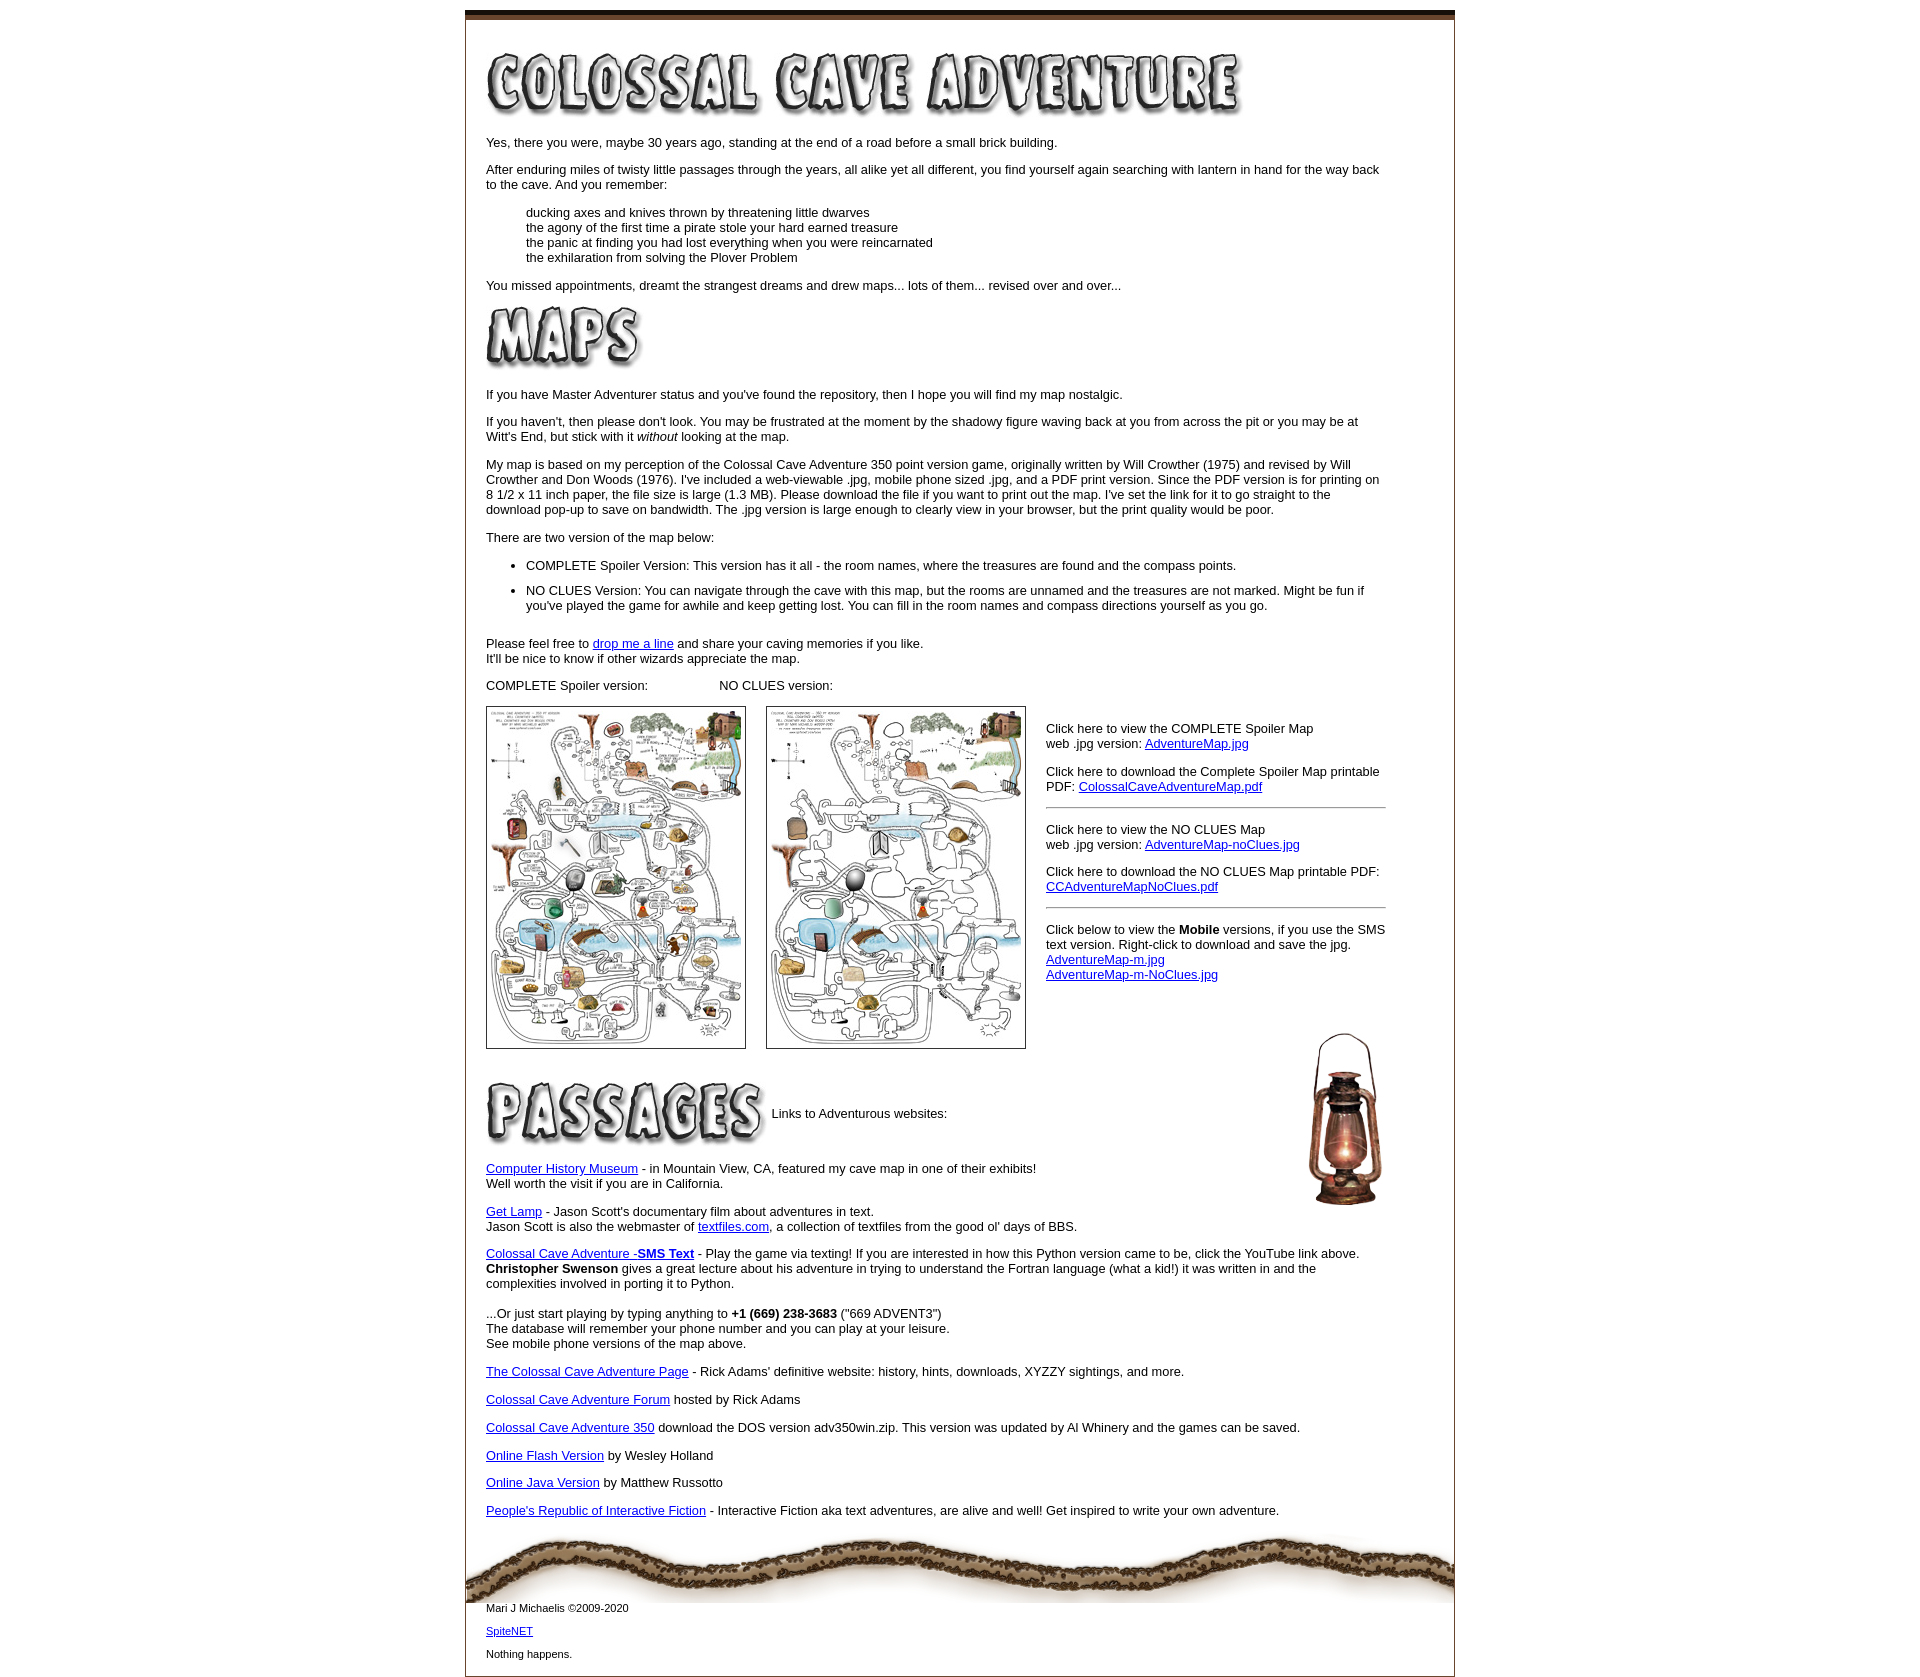 COLOSSAL CAVE ADVENTURE
Yes, there you were, maybe 30 years ago, standing at the end of a road before a small brick building.
After enduring miles of twisty little passages through the years, all alike yet all different, you find yourself again searching with lantern in hand for the way back
to the cave. And you remember:
ducking axes and knives thrown by threatening little dwarves
the agony of the first time a pirate stole your hard earned treasure
the panic at finding you had lost everything when you were reincarnated
the exhilaration from solving the Plover Problem
You missed appointments, dreamt the strangest dreams and drew maps... lots of them... revised over and over...
MAPS
If you have Master Adventurer status and you've found the repository, then I hope you will find my map nostalgic.
If you haven't, then please don't look. You may be frustrated at the moment by the shadowy figure waving back at you from across the pit or you may be at
Witt's End, but stick with it without looking at the map.
My map is based on my perception of the Colossal Cave Adventure 350 point version game, originally written by Will Crowther (1975) and revised by Will
Crowther and Don Woods (1976). I've included a web-viewable .jpg, mobile phone sized .jpg, and a PDF print version. Since the PDF version is for printing on
8 1/2 x 11 inch paper, the file size is large (1.3 MB). Please download the file if you want to print out the map. I've set the link for it to go straight to the
download pop-up to save on bandwidth. The .jpg version is large enough to clearly view in your browser, but the print quality would be poor.
There are two version of the map below:
• COMPLETE Spoiler Version: This version has it all - the room names, where the treasures are found and the compass points.
• NO CLUES Version: You can navigate through the cave with this map, but the rooms are unnamed and the treasures are not marked. Might be fun if
you've played the game for awhile and keep getting lost. You can fill in the room names and compass directions yourself as you go.
Please feel free to drop me a line and share your caving memories if you like.
It'll be nice to know if other wizards appreciate the map.
COMPLETE Spoiler version: NO CLUES version:
Click here to view the COMPLETE Spoiler Map
web .jpg version: AdventureMap.jpg
Click here to download the Complete Spoiler Map printable
PDF: ColossalCaveAdventureMap.pdf
Click here to view the NO CLUES Map
web .jpg version: AdventureMap-noClues.jpg
Click here to download the NO CLUES Map printable PDF:
CCAdventureMapNoClues.pdf
Click below to view the Mobile versions, if you use the SMS
text version. Right-click to download and save the jpg.
AdventureMap-m.jpg
AdventureMap-m-NoClues.jpg
PASSAGES Links to Adventurous websites:
Computer History Museum - in Mountain View, CA, featured my cave map in one of their exhibits!
Well worth the visit if you are in California.
Get Lamp - Jason Scott's documentary film about adventures in text.
Jason Scott is also the webmaster of textfiles.com, a collection of textfiles from the good ol' days of BBS.
Colossal Cave Adventure -SMS Text - Play the game via texting! If you are interested in how this Python version came to be, click the YouTube link above.
Christopher Swenson gives a great lecture about his adventure in trying to understand the Fortran language (what a kid!) it was written in and the
complexities involved in porting it to Python.
...Or just start playing by typing anything to +1 (669) 238-3683 ("669 ADVENT3")
The database will remember your phone number and you can play at your leisure.
See mobile phone versions of the map above.
The Colossal Cave Adventure Page - Rick Adams' definitive website: history, hints, downloads, XYZZY sightings, and more.
Colossal Cave Adventure Forum hosted by Rick Adams
Colossal Cave Adventure 350 download the DOS version adv350win.zip. This version was updated by Al Whinery and the games can be saved.
Online Flash Version by Wesley Holland
Online Java Version by Matthew Russotto
People's Republic of Interactive Fiction - Interactive Fiction aka text adventures, are alive and well! Get inspired to write your own adventure.
Mari J Michaelis ©2009-2020
SpiteNET
Nothing happens.